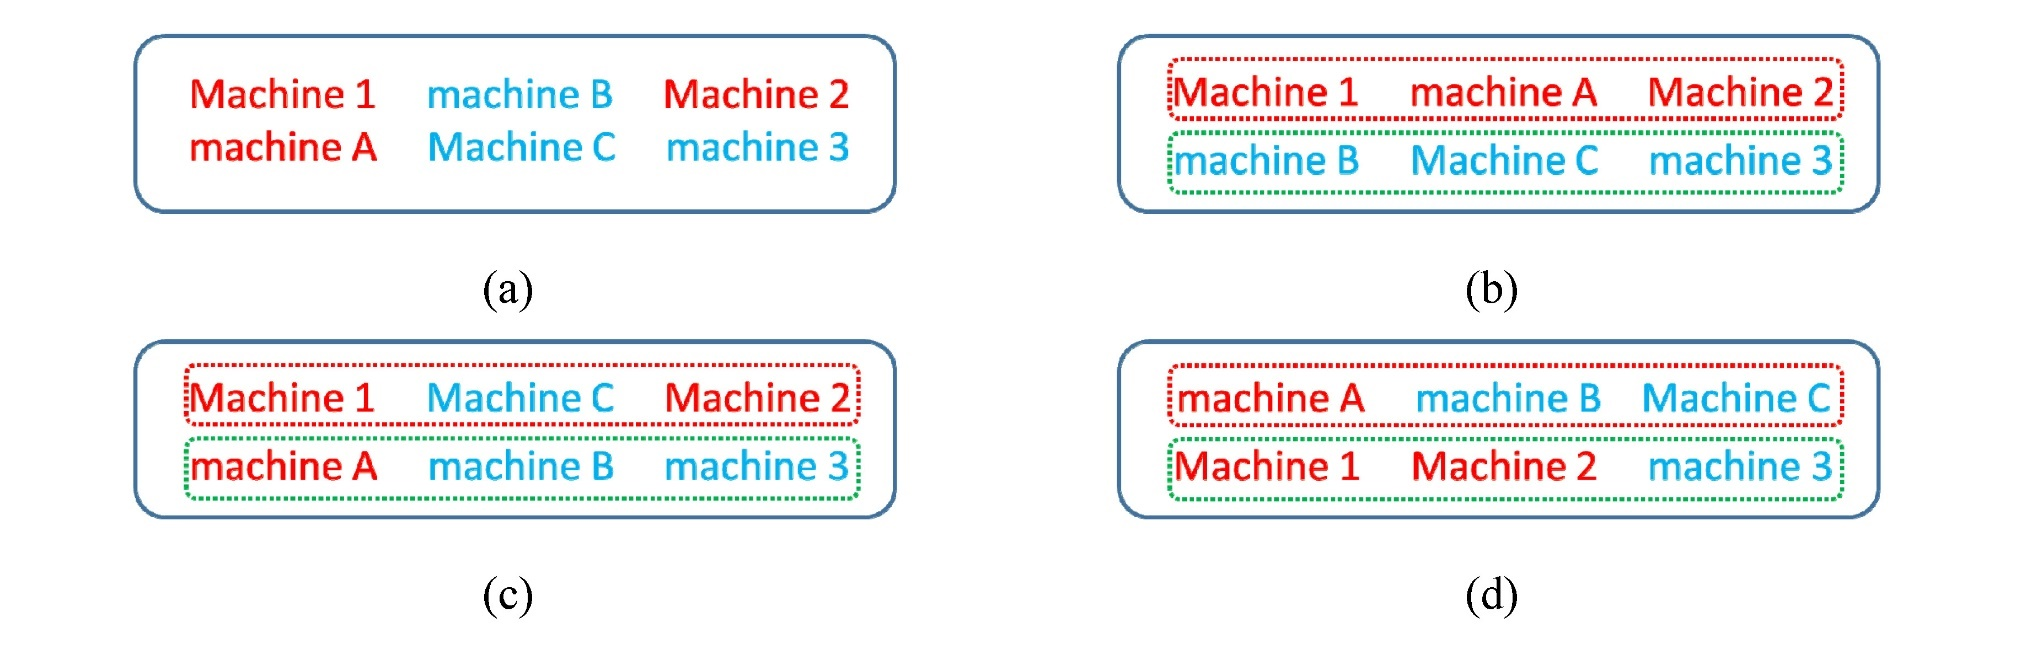 Machine 1 machine B Machine 2
machine A Machine C machine 3
(a)
Machine 1 machine A Machine 2
machine B Machine C machine 3
(b)
Machine 1 Machine C Machine 2
machine A machine B machine 3
(c)
machine A machine B Machine C
Machine 1 Machine 2 machine 3
(d)